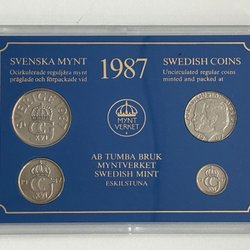 SVENSKA MYNT
Ocirkulerade reguljära mynt
präglade och förpackade vid
1987
SWEDISH COINS
Uncirculated regular coins
minted and packed at
MYNT
VERKET
AB TUMBA BRUK
MYNTVERKET
SWEDISH MINT
ESKILSTUNA